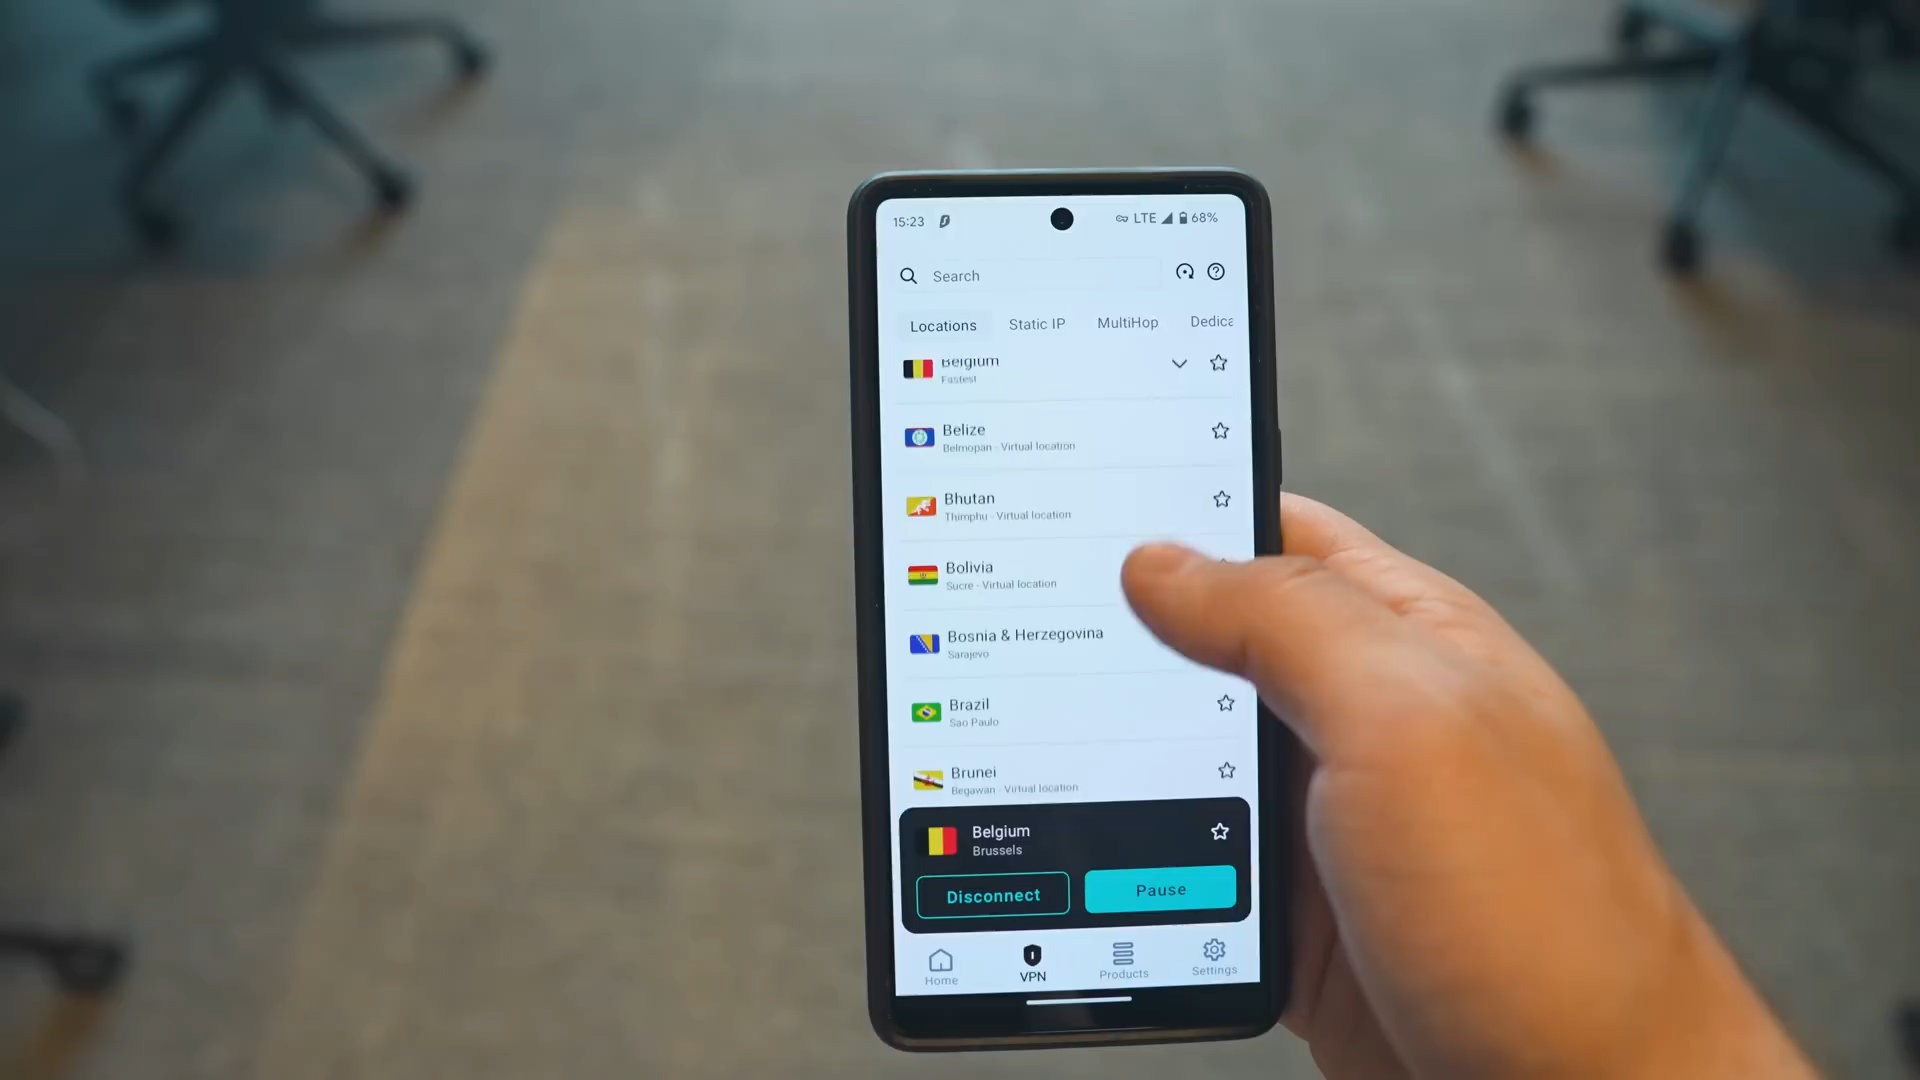 15:23 LTE 68%
Search
Locations Static IP MultiHop Dedica
Belgium
Fastest
Belize
Belmopan - Virtual location
Bhutan
Thimphu - Virtual location
Bolivia
Sucre - Virtual location
Bosnia & Herzegovina
Sarajevo
Brazil
Sao Paulo
Brunei
Begawan - Virtual location
Belgium
Brussels
Disconnect Pause
Home VPN Products Settings